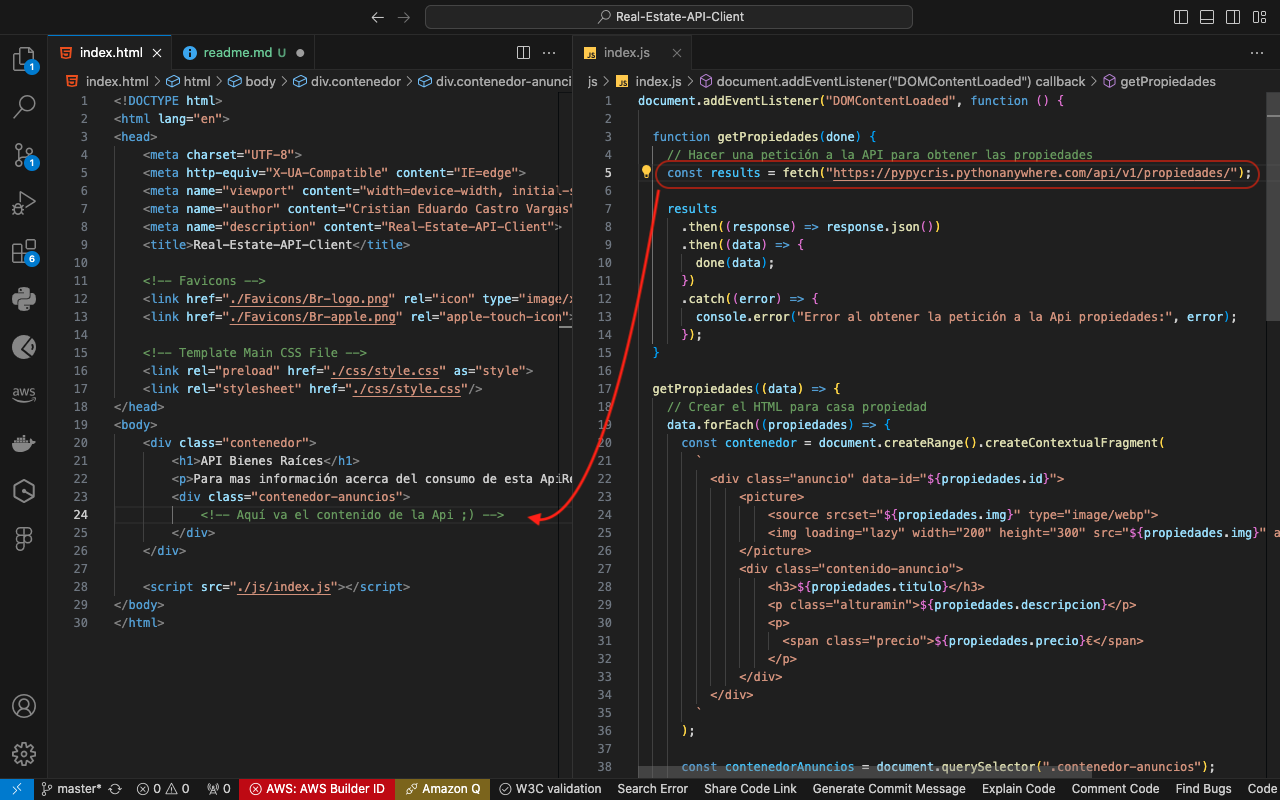 Real-Estate-API-Client
index.html
readme.md U
index.js
index.html > html > body > div.contenedor > div.contenedor-anunci
js > index.js > document.addEventListener("DOMContentLoaded") callback > getPropiedades
1 <!DOCTYPE html>
2 <html lang="en">
3 <head>
4 <meta charset="UTF-8">
5 <meta http-equiv="X-UA-Compatible" content="IE=edge">
6 <meta name="viewport" content="width=device-width, initial-s
7 <meta name="author" content="Cristian Eduardo Castro Vargas"
8 <meta name="description" content="Real-Estate-API-Client">
9 <title>Real-Estate-API-Client</title>
10
11 <!-- Favicons -->
12 <link href="./Favicons/Br-logo.png" rel="icon" type="image/x
13 <link href="./Favicons/Br-apple.png" rel="apple-touch-icon">
14
15 <!-- Template Main CSS File -->
16 <link rel="preload" href="./css/style.css" as="style">
17 <link rel="stylesheet" href="./css/style.css"/>
18 </head>
19 <body>
20 <div class="contenedor">
21 <h1>API Bienes Raíces</h1>
22 <p>Para mas información acerca del consumo de esta ApiRe
23 <div class="contenedor-anuncios">
24 <!-- Aquí va el contenido de la Api ;) -->
25 </div>
26 </div>
27
28 <script src="./js/index.js"></script>
29 </body>
30 </html>
1 document.addEventListener("DOMContentLoaded", function () {
2
3 function getPropiedades(done) {
4 // Hacer una petición a la API para obtener las propiedades
5 const results = fetch("https://pypycris.pythonanywhere.com/api/v1/propiedades/");
6
7 results
8 .then((response) => response.json())
9 .then((data) => {
10 done(data);
11 })
12 .catch((error) => {
13 console.error("Error al obtener la petición a la Api propiedades:", error);
14 });
15 }
16
17 getPropiedades((data) => {
18 // Crear el HTML para casa propiedad
19 data.forEach((propiedades) => {
20 const contenedor = document.createRange().createContextualFragment(
21 `
22 <div class="anuncio" data-id="${propiedades.id}">
23 <picture>
24 <source srcset="${propiedades.img}" type="image/webp">
25 <img loading="lazy" width="200" height="300" src="${propiedades.img}" a
26 </picture>
27 <div class="contenido-anuncio">
28 <h3>${propiedades.titulo}</h3>
29 <p class="alturamin">${propiedades.descripcion}</p>
30 <p>
31 <span class="precio">${propiedades.precio}€</span>
32 </p>
33 </div>
34 </div>
35 `
36 );
37
38 const contenedorAnuncios = document.querySelector(".contenedor-anuncios");
1
1
6
aws
master* 0 0 0 AWS: AWS Builder ID Amazon Q W3C validation Search Error Share Code Link Generate Commit Message Explain Code Comment Code Find Bugs Code